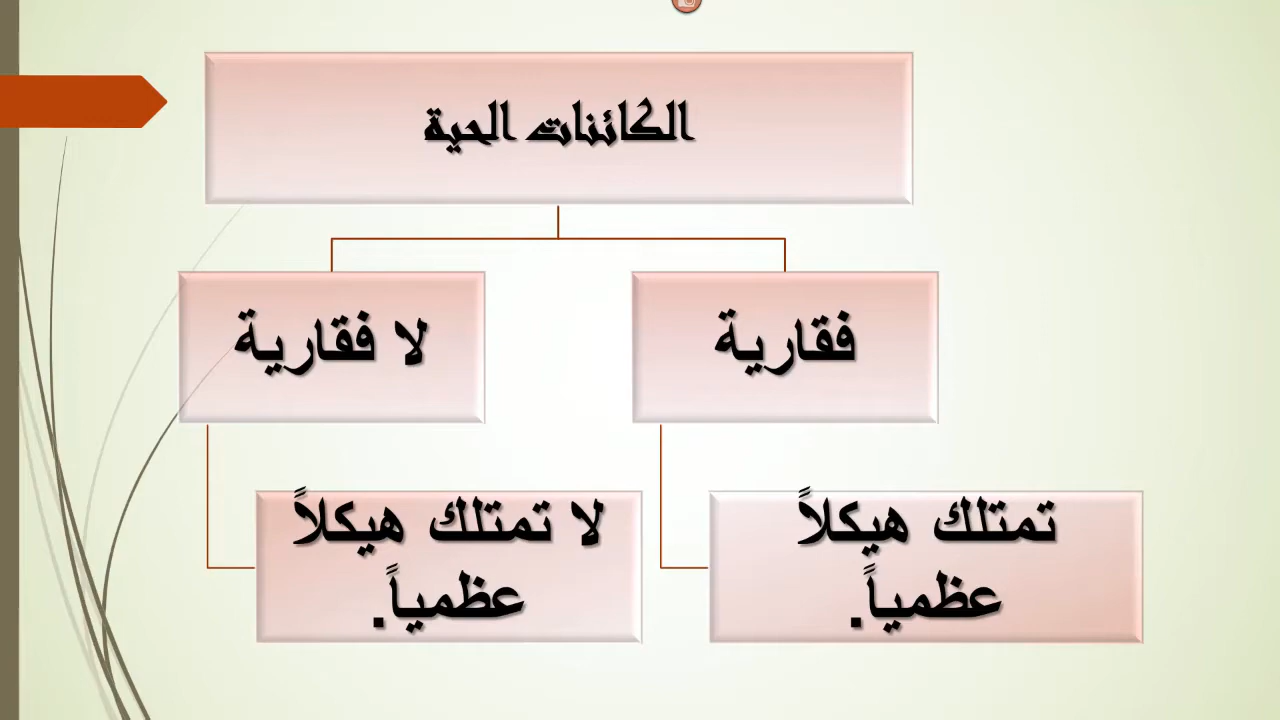 الكائنات الحية
فقارية
لا فقارية
تمتلك هيكلاً
عظمياً.
لا تمتلك هيكلاً
عظمياً.